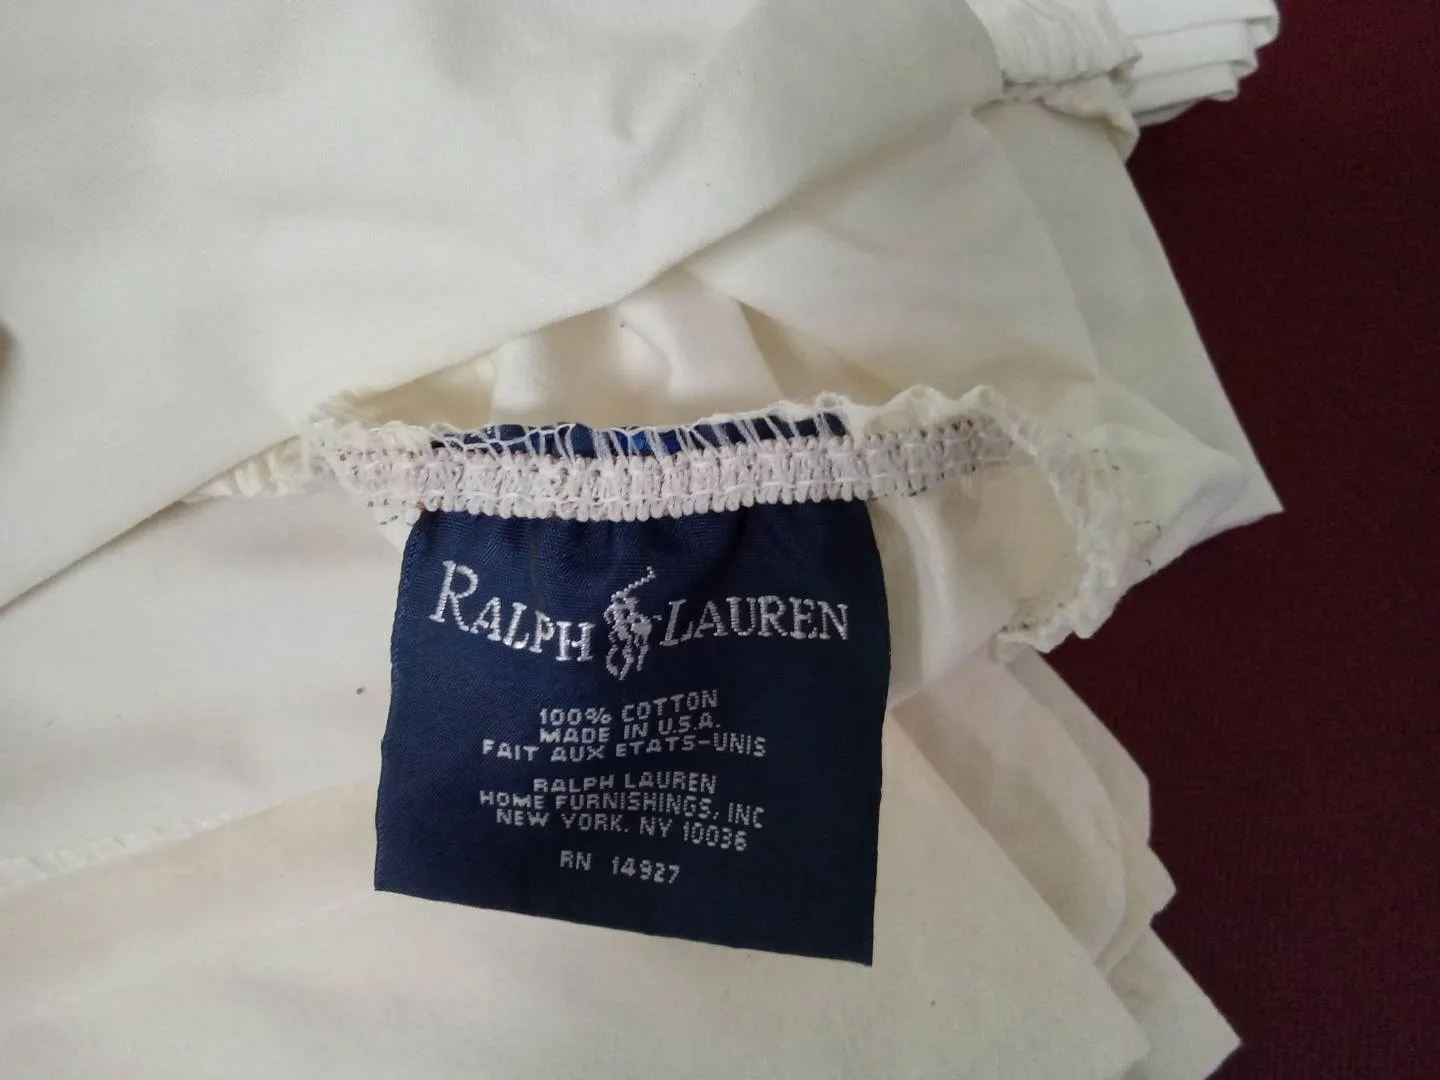 RALPH LAUREN
100% COTTON
MADE IN U.S.A.
FAIT AUX ETATS-UNIS
RALPH LAUREN
HOME FURNISHINGS, INC
NEW YORK, NY 10036
RN 14927